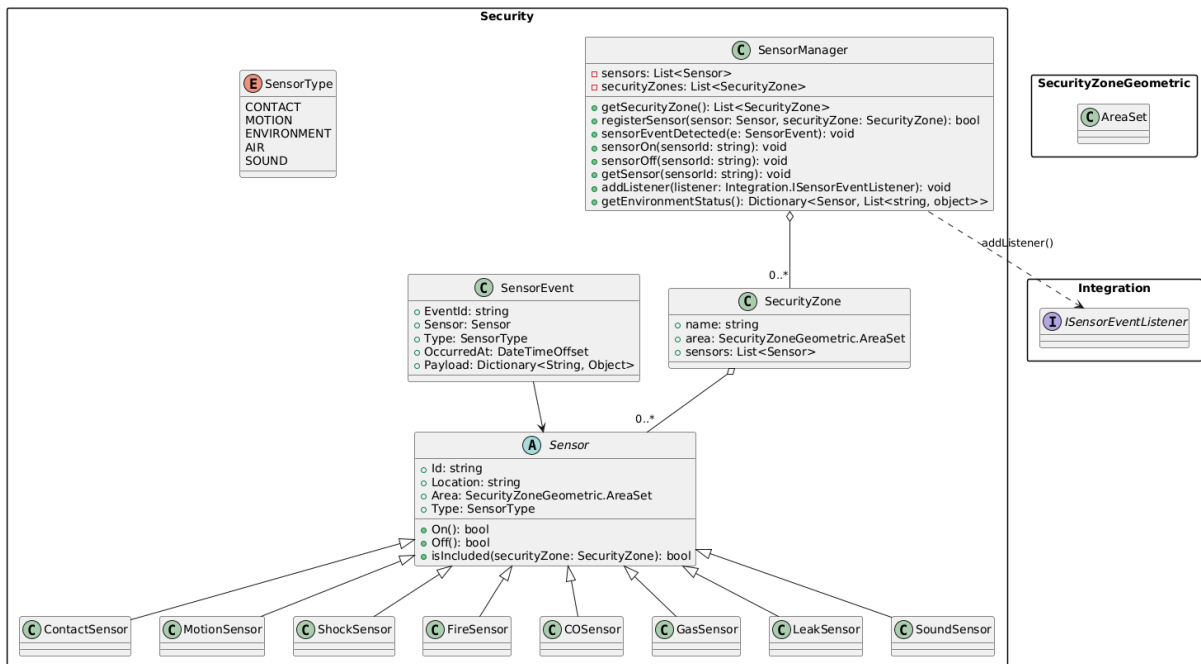 Security
E SensorType
CONTACT
MOTION
ENVIRONMENT
AIR
SOUND
C SensorManager
sensors: List<Sensor>
securityZones: List<SecurityZone>
getSecurityZone(): List<SecurityZone>
registerSensor(sensor: Sensor, securityZone: SecurityZone): bool
sensorEventDetected(e: SensorEvent): void
sensorOn(sensorId: string): void
sensorOff(sensorId: string): void
getSensor(sensorId: string): void
addListener(listener: Integration.ISensorEventListener): void
getEnvironmentStatus(): Dictionary<Sensor, List<string, object>>
SecurityZoneGeometric
C AreaSet
addListener()
0..*
C SensorEvent
EventId: string
Sensor: Sensor
Type: SensorType
OccurredAt: DateTimeOffset
Payload: Dictionary<String, Object>
C SecurityZone
name: string
area: SecurityZoneGeometric.AreaSet
sensors: List<Sensor>
Integration
I ISensorEventListener
0..*
A Sensor
Id: string
Location: string
Area: SecurityZoneGeometric.AreaSet
Type: SensorType
On(): bool
Off(): bool
isIncluded(securityZone: SecurityZone): bool
C ContactSensor
C MotionSensor
C ShockSensor
C FireSensor
C COSensor
C GasSensor
C LeakSensor
C SoundSensor